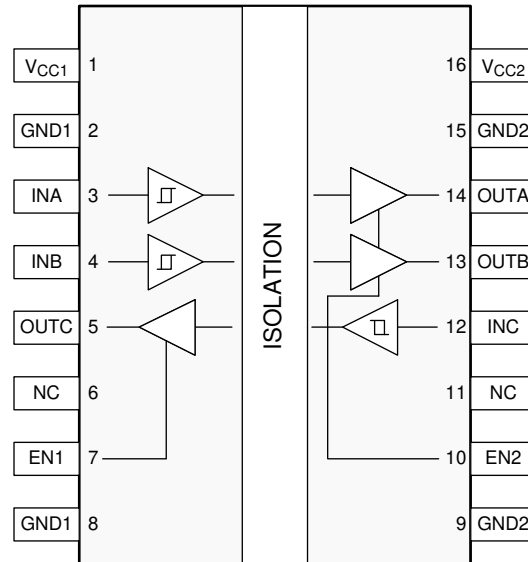 VCC1 1 16 VCC2
GND1 2 15 GND2
INA 3 14 OUTA
INB 4 13 OUTB
OUTC 5 12 INC
NC 6 11 NC
EN1 7 10 EN2
GND1 8 9 GND2
ISOLATION